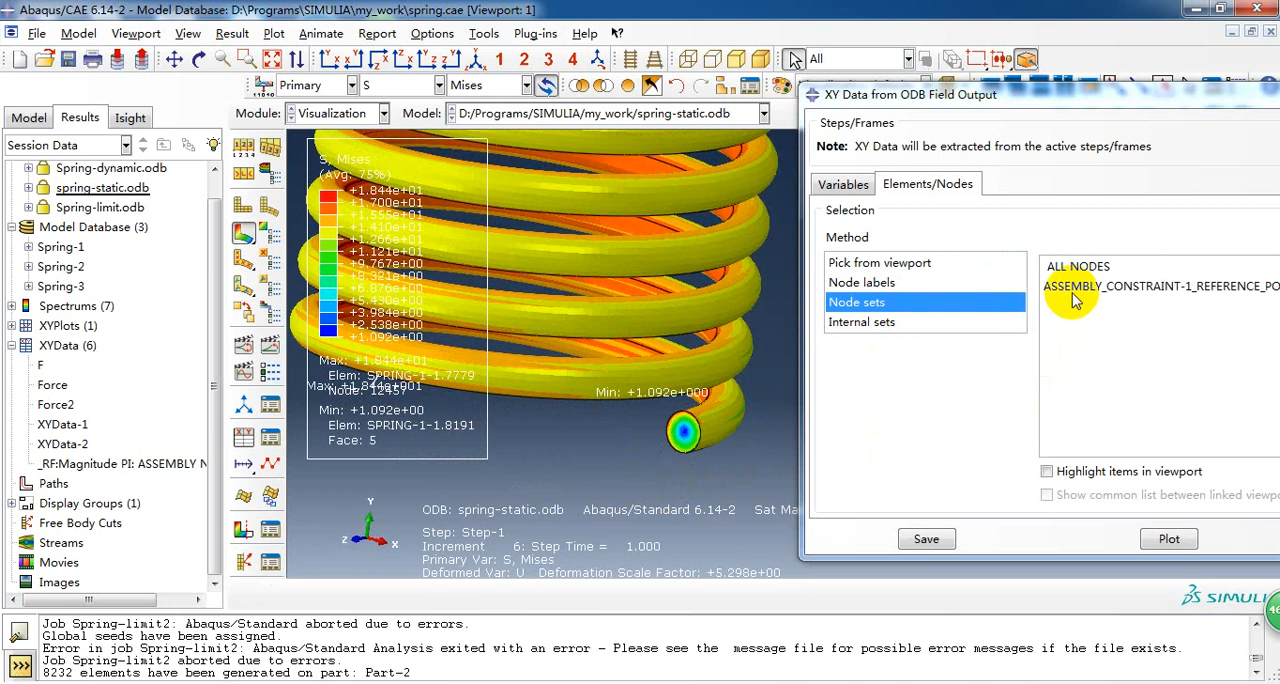 Abaqus/CAE 6.14-2 - Model Database: D:\Programs\SIMULIA\my_work\spring.cae [Viewport: 1]
File Model Viewport View Result Plot Animate Report Options Tools Plug-ins Help
1 2 3 4 All
Primary S Mises
Model Results Insight
Module: Visualization Model: D:/Programs/SIMULIA/my_work/spring-static.odb
Session Data
Spring-dynamic.odb
spring-static.odb
Spring-limit.odb
Model Database (3)
Spring-1
Spring-2
Spring-3
Spectrums (7)
XYPlots (1)
XYData (6)
F
Force
Force2
XYData-1
XYData-2
_RF:Magnitude PI: ASSEMBLY N
Paths
Display Groups (1)
Free Body Cuts
Streams
Movies
Images
S, Mises
(Avg: 75%)
+1.844e+01
+1.700e+01
+1.555e+01
+1.410e+01
+1.266e+01
+1.121e+01
+9.767e+00
+8.321e+00
+6.876e+00
+5.430e+00
+2.538e+00
+1.092e+00
Max: +1.844e+01
Elem: SPRING-1-1.7779
Node: 12457
Max: +1.844e+001
Min: +1.092e+00
Elem: SPRING-1-1.8191
Face: 5
Min: +1.092e+000
Y
Z X
ODB: spring-static.odb Abaqus/Standard 6.14-2 Sat Ma
Step: Step-1
Increment 6: Step Time = 1.000
Primary Var: S, Mises
Deformed Var: U Deformation Scale Factor: +5.298e+00
XY Data from ODB Field Output
Steps/Frames
Note: XY Data will be extracted from the active steps/frames
Variables Elements/Nodes
Selection
Method
Pick from viewport
Node labels
Node sets
Internal sets
ALL NODES
ASSEMBLY_CONSTRAINT-1_REFERENCE_PO
Highlight items in viewport
Show common list between linked viewpo
Save Plot
SIMULI
46
Job Spring-limit2: Abaqus/Standard aborted due to errors.
Global seeds have been assigned.
Error in job Spring-limit2: Abaqus/Standard Analysis exited with an error - Please see the message file for possible error messages if the file exists.
Job Spring-limit2 aborted due to errors.
8232 elements have been generated on part: Part-2